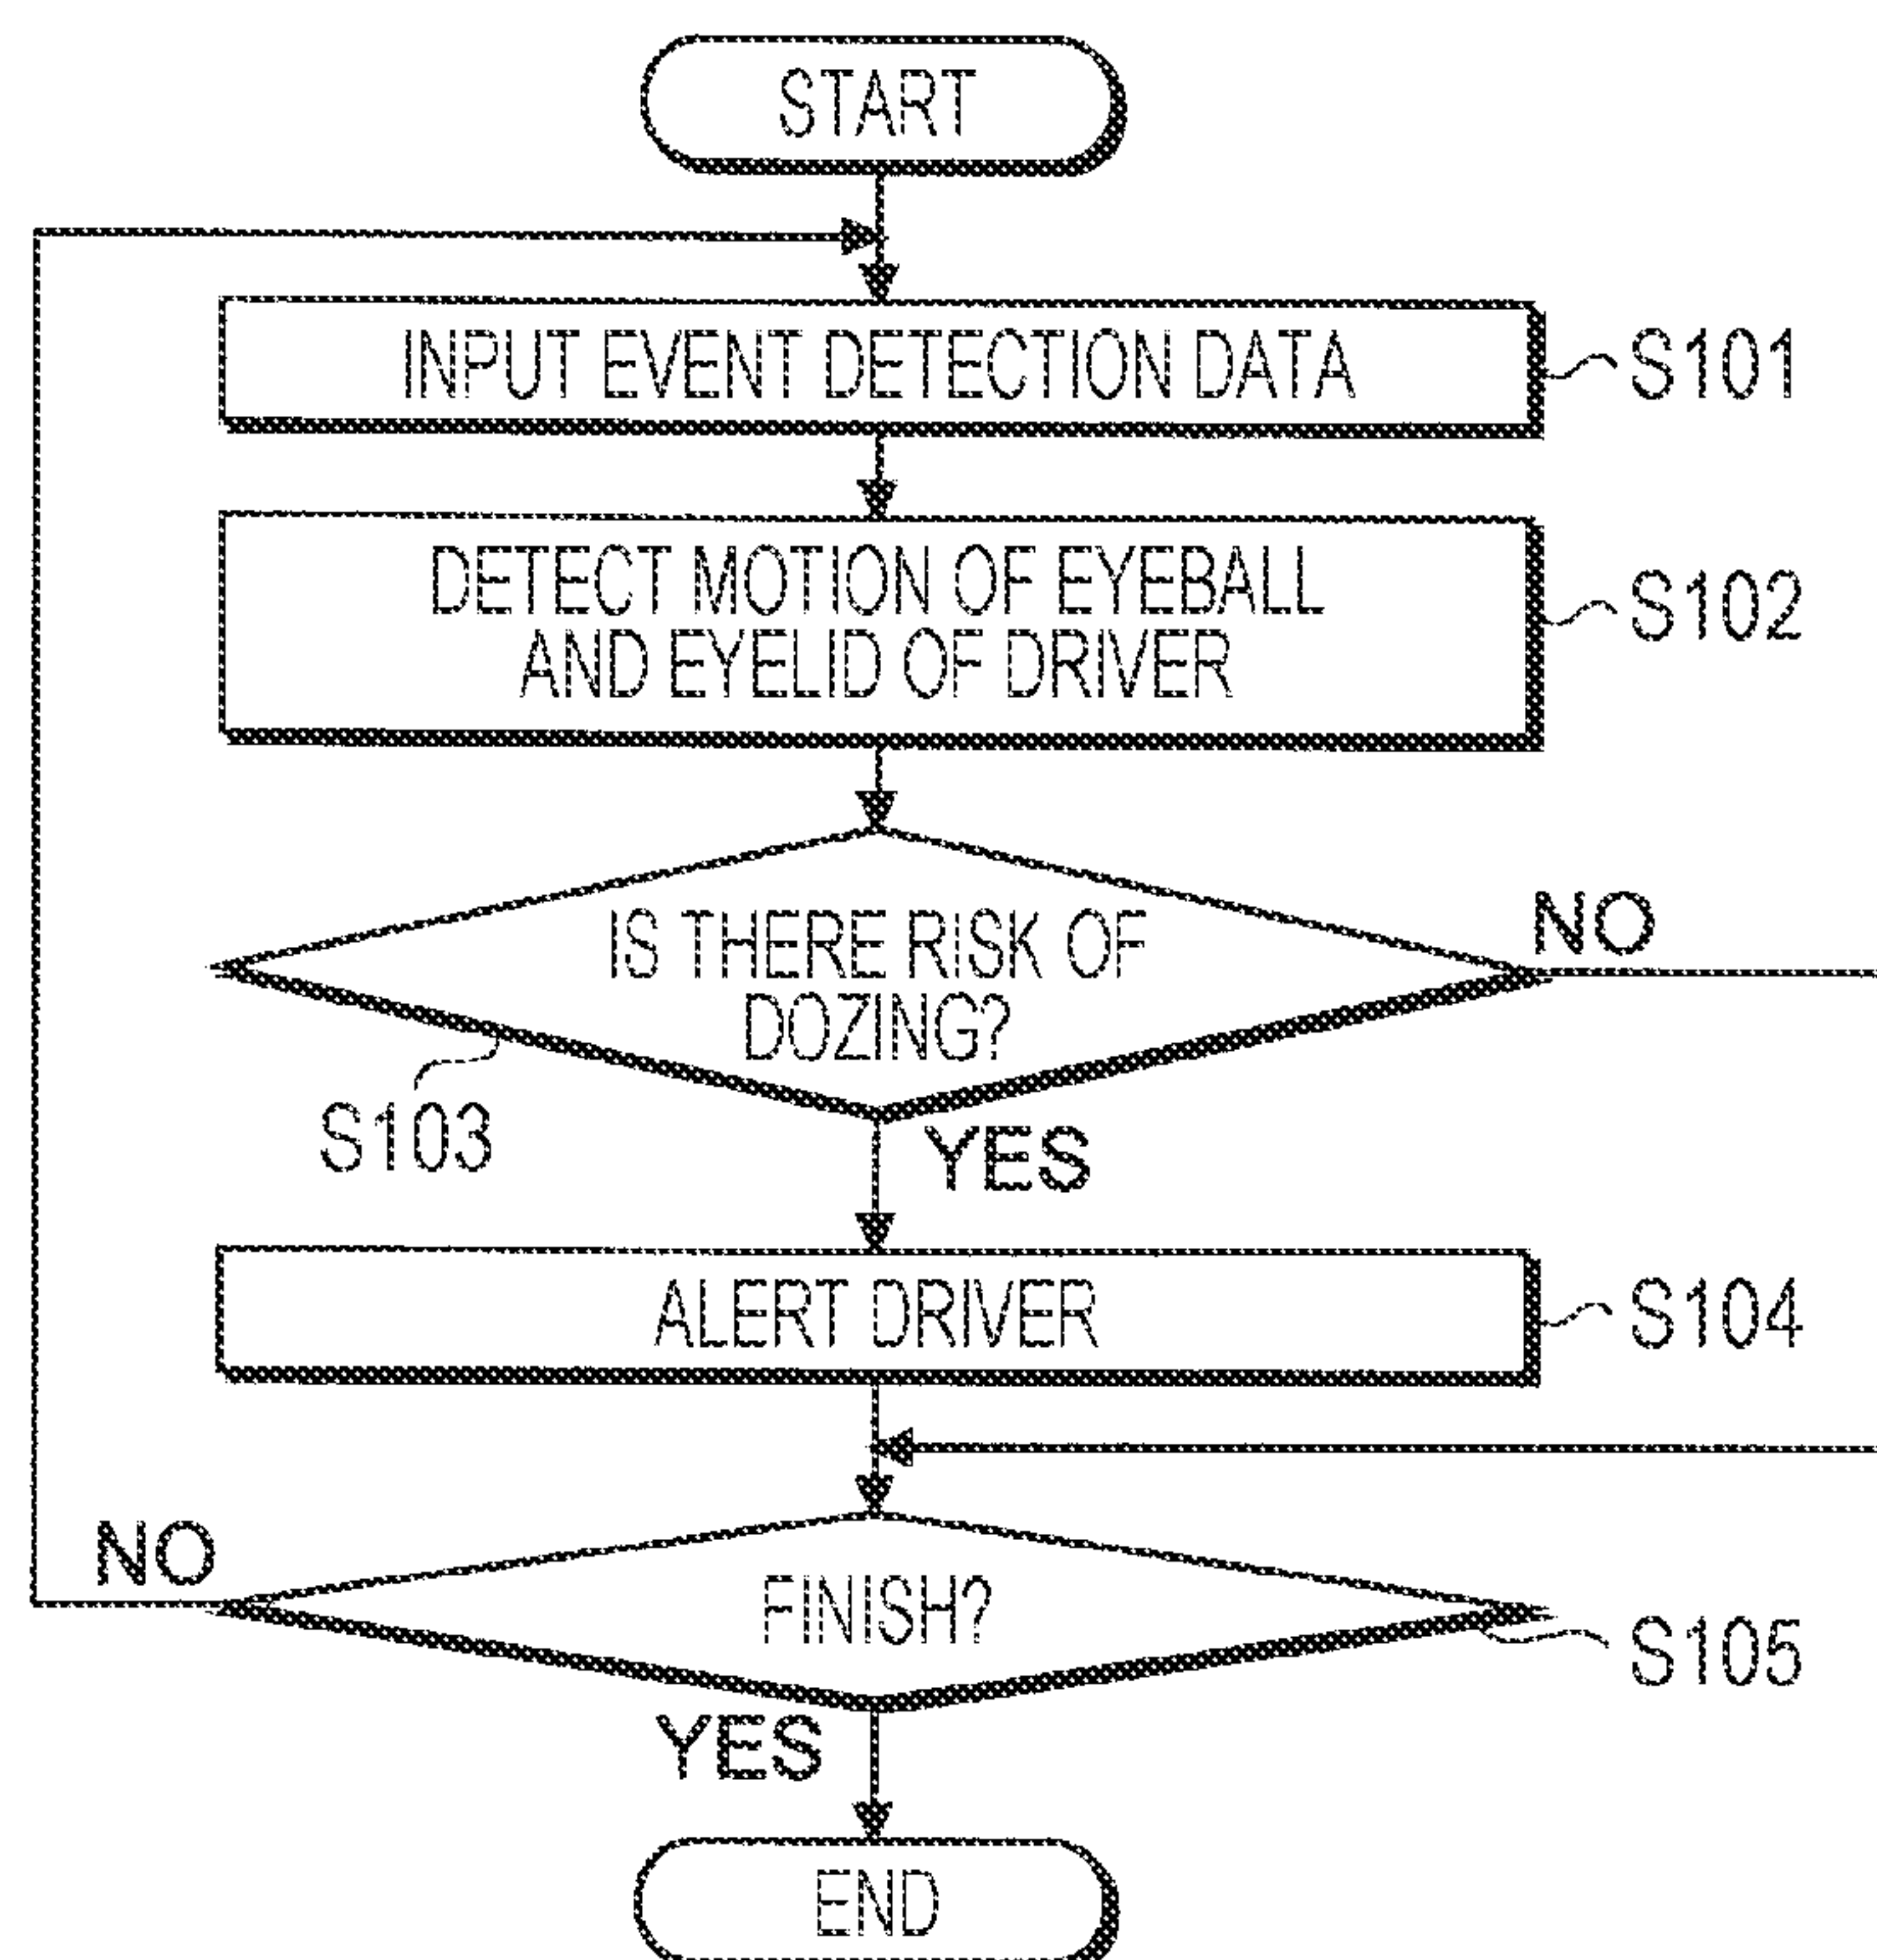 START
INPUT EVENT DETECTION DATA
S101
DETECT MOTION OF EYEBALL
AND EYELID OF DRIVER
S102
IS THERE RISK OF
DOZING?
NO
S103
YES
ALERT DRIVER
S104
NO
FINISH?
S105
YES
END